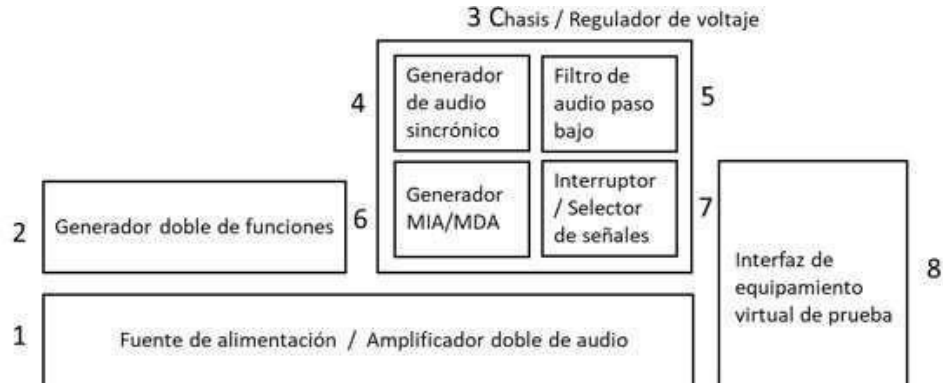 3 Chasis / Regulador de voltaje
4
Generador
de audio
sincrónico
Filtro de
audio paso
bajo
5
6
Generador
MIA/MDA
Interruptor
/ Selector
de señales
7
2
Generador doble de funciones
1
Fuente de alimentación / Amplificador doble de audio
Interfaz de
equipamiento
virtual de prueba
8